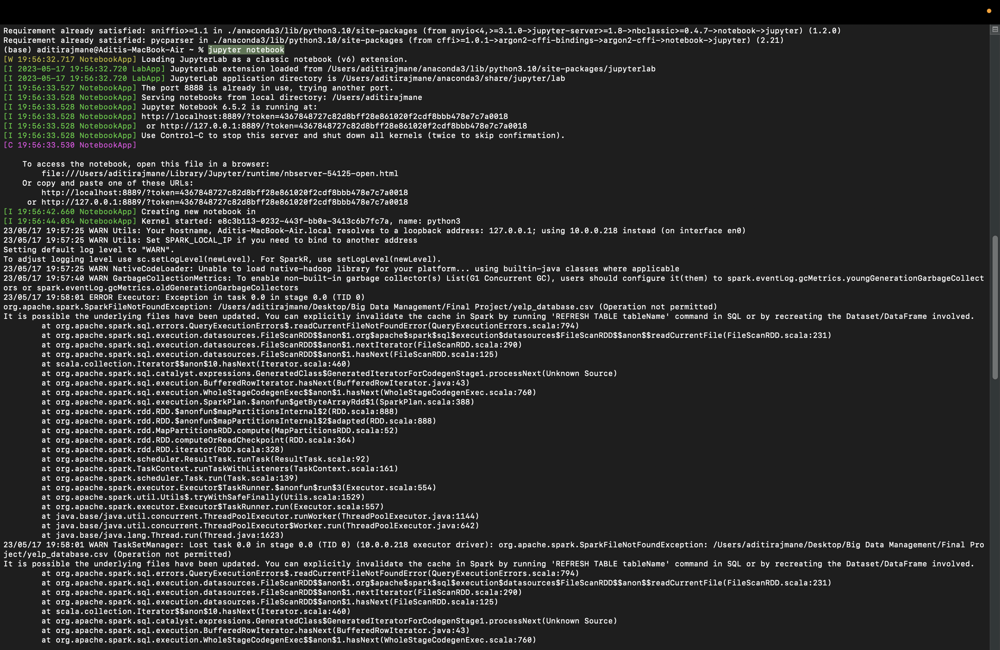 Requirement already satisfied: sniffio>=1.1 in ./anaconda3/lib/python3.10/site-packages (from anyio<4,>=3.1.0->jupyter-server>=1.8->nbclassic>=0.4.7->notebook->jupyter) (1.2.0)
Requirement already satisfied: pycparser in ./anaconda3/lib/python3.10/site-packages (from cffi>=1.0.1->argon2-cffi-bindings->argon2-cffi->notebook->jupyter) (2.21)
(base) aditirajmane@Aditis-MacBook-Air ~ % jupyter notebook
[W 19:56:32.717 NotebookApp] Loading JupyterLab as a classic notebook (v6) extension.
[I 2023-05-17 19:56:32.720 LabApp] JupyterLab extension loaded from /Users/aditirajmane/anaconda3/lib/python3.10/site-packages/jupyterlab
[I 2023-05-17 19:56:32.720 LabApp] JupyterLab application directory is /Users/aditirajmane/anaconda3/share/jupyter/lab
[I 19:56:33.527 NotebookApp] The port 8888 is already in use, trying another port.
[I 19:56:33.528 NotebookApp] Serving notebooks from local directory: /Users/aditirajmane
[I 19:56:33.528 NotebookApp] Jupyter Notebook 6.5.2 is running at:
[I 19:56:33.528 NotebookApp] http://localhost:8889/?token=4367848727c82d8bff28e861020f2cdf8bbb478e7c7a0018
[I 19:56:33.528 NotebookApp]  or http://127.0.0.1:8889/?token=4367848727c82d8bff28e861020f2cdf8bbb478e7c7a0018
[I 19:56:33.528 NotebookApp] Use Control-C to stop this server and shut down all kernels (twice to skip confirmation).
[C 19:56:33.530 NotebookApp]
To access the notebook, open this file in a browser:
file:///Users/aditirajmane/Library/Jupyter/runtime/nbserver-54125-open.html
Or copy and paste one of these URLs:
http://localhost:8889/?token=4367848727c82d8bff28e861020f2cdf8bbb478e7c7a0018
or http://127.0.0.1:8889/?token=4367848727c82d8bff28e861020f2cdf8bbb478e7c7a0018
[I 19:56:42.660 NotebookApp] Creating new notebook in
[I 19:56:44.034 NotebookApp] Kernel started: e8c3b113-0232-443f-bb0a-3413c6b7fc7a, name: python3
23/05/17 19:57:25 WARN Utils: Your hostname, Aditis-MacBook-Air.local resolves to a loopback address: 127.0.0.1; using 10.0.0.218 instead (on interface en0)
23/05/17 19:57:25 WARN Utils: Set SPARK_LOCAL_IP if you need to bind to another address
Setting default log level to "WARN".
To adjust logging level use sc.setLogLevel(newLevel). For SparkR, use setLogLevel(newLevel).
23/05/17 19:57:25 WARN NativeCodeLoader: Unable to load native-hadoop library for your platform... using builtin-java classes where applicable
23/05/17 19:57:40 WARN GarbageCollectionMetrics: To enable non-built-in garbage collector(s) List(G1 Concurrent GC), users should configure it(them) to spark.eventLog.gcMetrics.youngGenerationGarbageCollect
ors or spark.eventLog.gcMetrics.oldGenerationGarbageCollectors
23/05/17 19:58:01 ERROR Executor: Exception in task 0.0 in stage 0.0 (TID 0)
org.apache.spark.SparkFileNotFoundException: /Users/aditirajmane/Desktop/Big Data Management/Final Project/yelp_database.csv (Operation not permitted)
It is possible the underlying files have been updated. You can explicitly invalidate the cache in Spark by running 'REFRESH TABLE tableName' command in SQL or by recreating the Dataset/DataFrame involved.
at org.apache.spark.sql.errors.QueryExecutionErrors$.readCurrentFileNotFoundError(QueryExecutionErrors.scala:794)
at org.apache.spark.sql.execution.datasources.FileScanRDD$$anon$1.org$apache$spark$sql$execution$datasources$FileScanRDD$$anon$$readCurrentFile(FileScanRDD.scala:231)
at org.apache.spark.sql.execution.datasources.FileScanRDD$$anon$1.nextIterator(FileScanRDD.scala:290)
at org.apache.spark.sql.execution.datasources.FileScanRDD$$anon$1.hasNext(FileScanRDD.scala:125)
at scala.collection.Iterator$$anon$10.hasNext(Iterator.scala:460)
at org.apache.spark.sql.catalyst.expressions.GeneratedClass$GeneratedIteratorForCodegenStage1.processNext(Unknown Source)
at org.apache.spark.sql.execution.BufferedRowIterator.hasNext(BufferedRowIterator.java:43)
at org.apache.spark.sql.execution.WholeStageCodegenExec$$anon$1.hasNext(WholeStageCodegenExec.scala:760)
at org.apache.spark.sql.execution.SparkPlan.$anonfun$getByteArrayRdd$1(SparkPlan.scala:388)
at org.apache.spark.rdd.RDD.$anonfun$mapPartitionsInternal$2(RDD.scala:888)
at org.apache.spark.rdd.RDD.$anonfun$mapPartitionsInternal$2$adapted(RDD.scala:888)
at org.apache.spark.rdd.MapPartitionsRDD.compute(MapPartitionsRDD.scala:52)
at org.apache.spark.rdd.RDD.computeOrReadCheckpoint(RDD.scala:364)
at org.apache.spark.rdd.RDD.iterator(RDD.scala:328)
at org.apache.spark.scheduler.ResultTask.runTask(ResultTask.scala:92)
at org.apache.spark.TaskContext.runTaskWithListeners(TaskContext.scala:161)
at org.apache.spark.scheduler.Task.run(Task.scala:139)
at org.apache.spark.executor.Executor$TaskRunner.$anonfun$run$3(Executor.scala:554)
at org.apache.spark.util.Utils$.tryWithSafeFinally(Utils.scala:1529)
at org.apache.spark.executor.Executor$TaskRunner.run(Executor.scala:557)
at java.base/java.util.concurrent.ThreadPoolExecutor.runWorker(ThreadPoolExecutor.java:1144)
at java.base/java.util.concurrent.ThreadPoolExecutor$Worker.run(ThreadPoolExecutor.java:642)
at java.base/java.lang.Thread.run(Thread.java:1623)
23/05/17 19:58:01 WARN TaskSetManager: Lost task 0.0 in stage 0.0 (TID 0) (10.0.0.218 executor driver): org.apache.spark.SparkFileNotFoundException: /Users/aditirajmane/Desktop/Big Data Management/Final Pro
ject/yelp_database.csv (Operation not permitted)
It is possible the underlying files have been updated. You can explicitly invalidate the cache in Spark by running 'REFRESH TABLE tableName' command in SQL or by recreating the Dataset/DataFrame involved.
at org.apache.spark.sql.errors.QueryExecutionErrors$.readCurrentFileNotFoundError(QueryExecutionErrors.scala:794)
at org.apache.spark.sql.execution.datasources.FileScanRDD$$anon$1.org$apache$spark$sql$execution$datasources$FileScanRDD$$anon$$readCurrentFile(FileScanRDD.scala:231)
at org.apache.spark.sql.execution.datasources.FileScanRDD$$anon$1.nextIterator(FileScanRDD.scala:290)
at org.apache.spark.sql.execution.datasources.FileScanRDD$$anon$1.hasNext(FileScanRDD.scala:125)
at scala.collection.Iterator$$anon$10.hasNext(Iterator.scala:460)
at org.apache.spark.sql.catalyst.expressions.GeneratedClass$GeneratedIteratorForCodegenStage1.processNext(Unknown Source)
at org.apache.spark.sql.execution.BufferedRowIterator.hasNext(BufferedRowIterator.java:43)
at org.apache.spark.sql.execution.WholeStageCodegenExec$$anon$1.hasNext(WholeStageCodegenExec.scala:760)